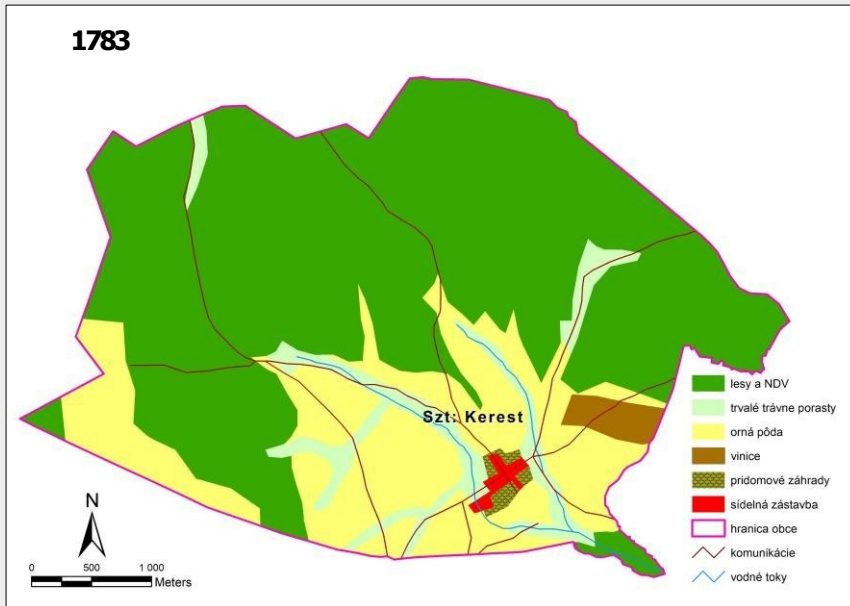 1783
Szt: Kerest
lesy a NDV
trvalé trávne porasty
orná pôda
vinice
pridomové záhrady
sídelná zástavba
hranica obce
komunikácie
vodné toky
N
0 500 1 000
Meters